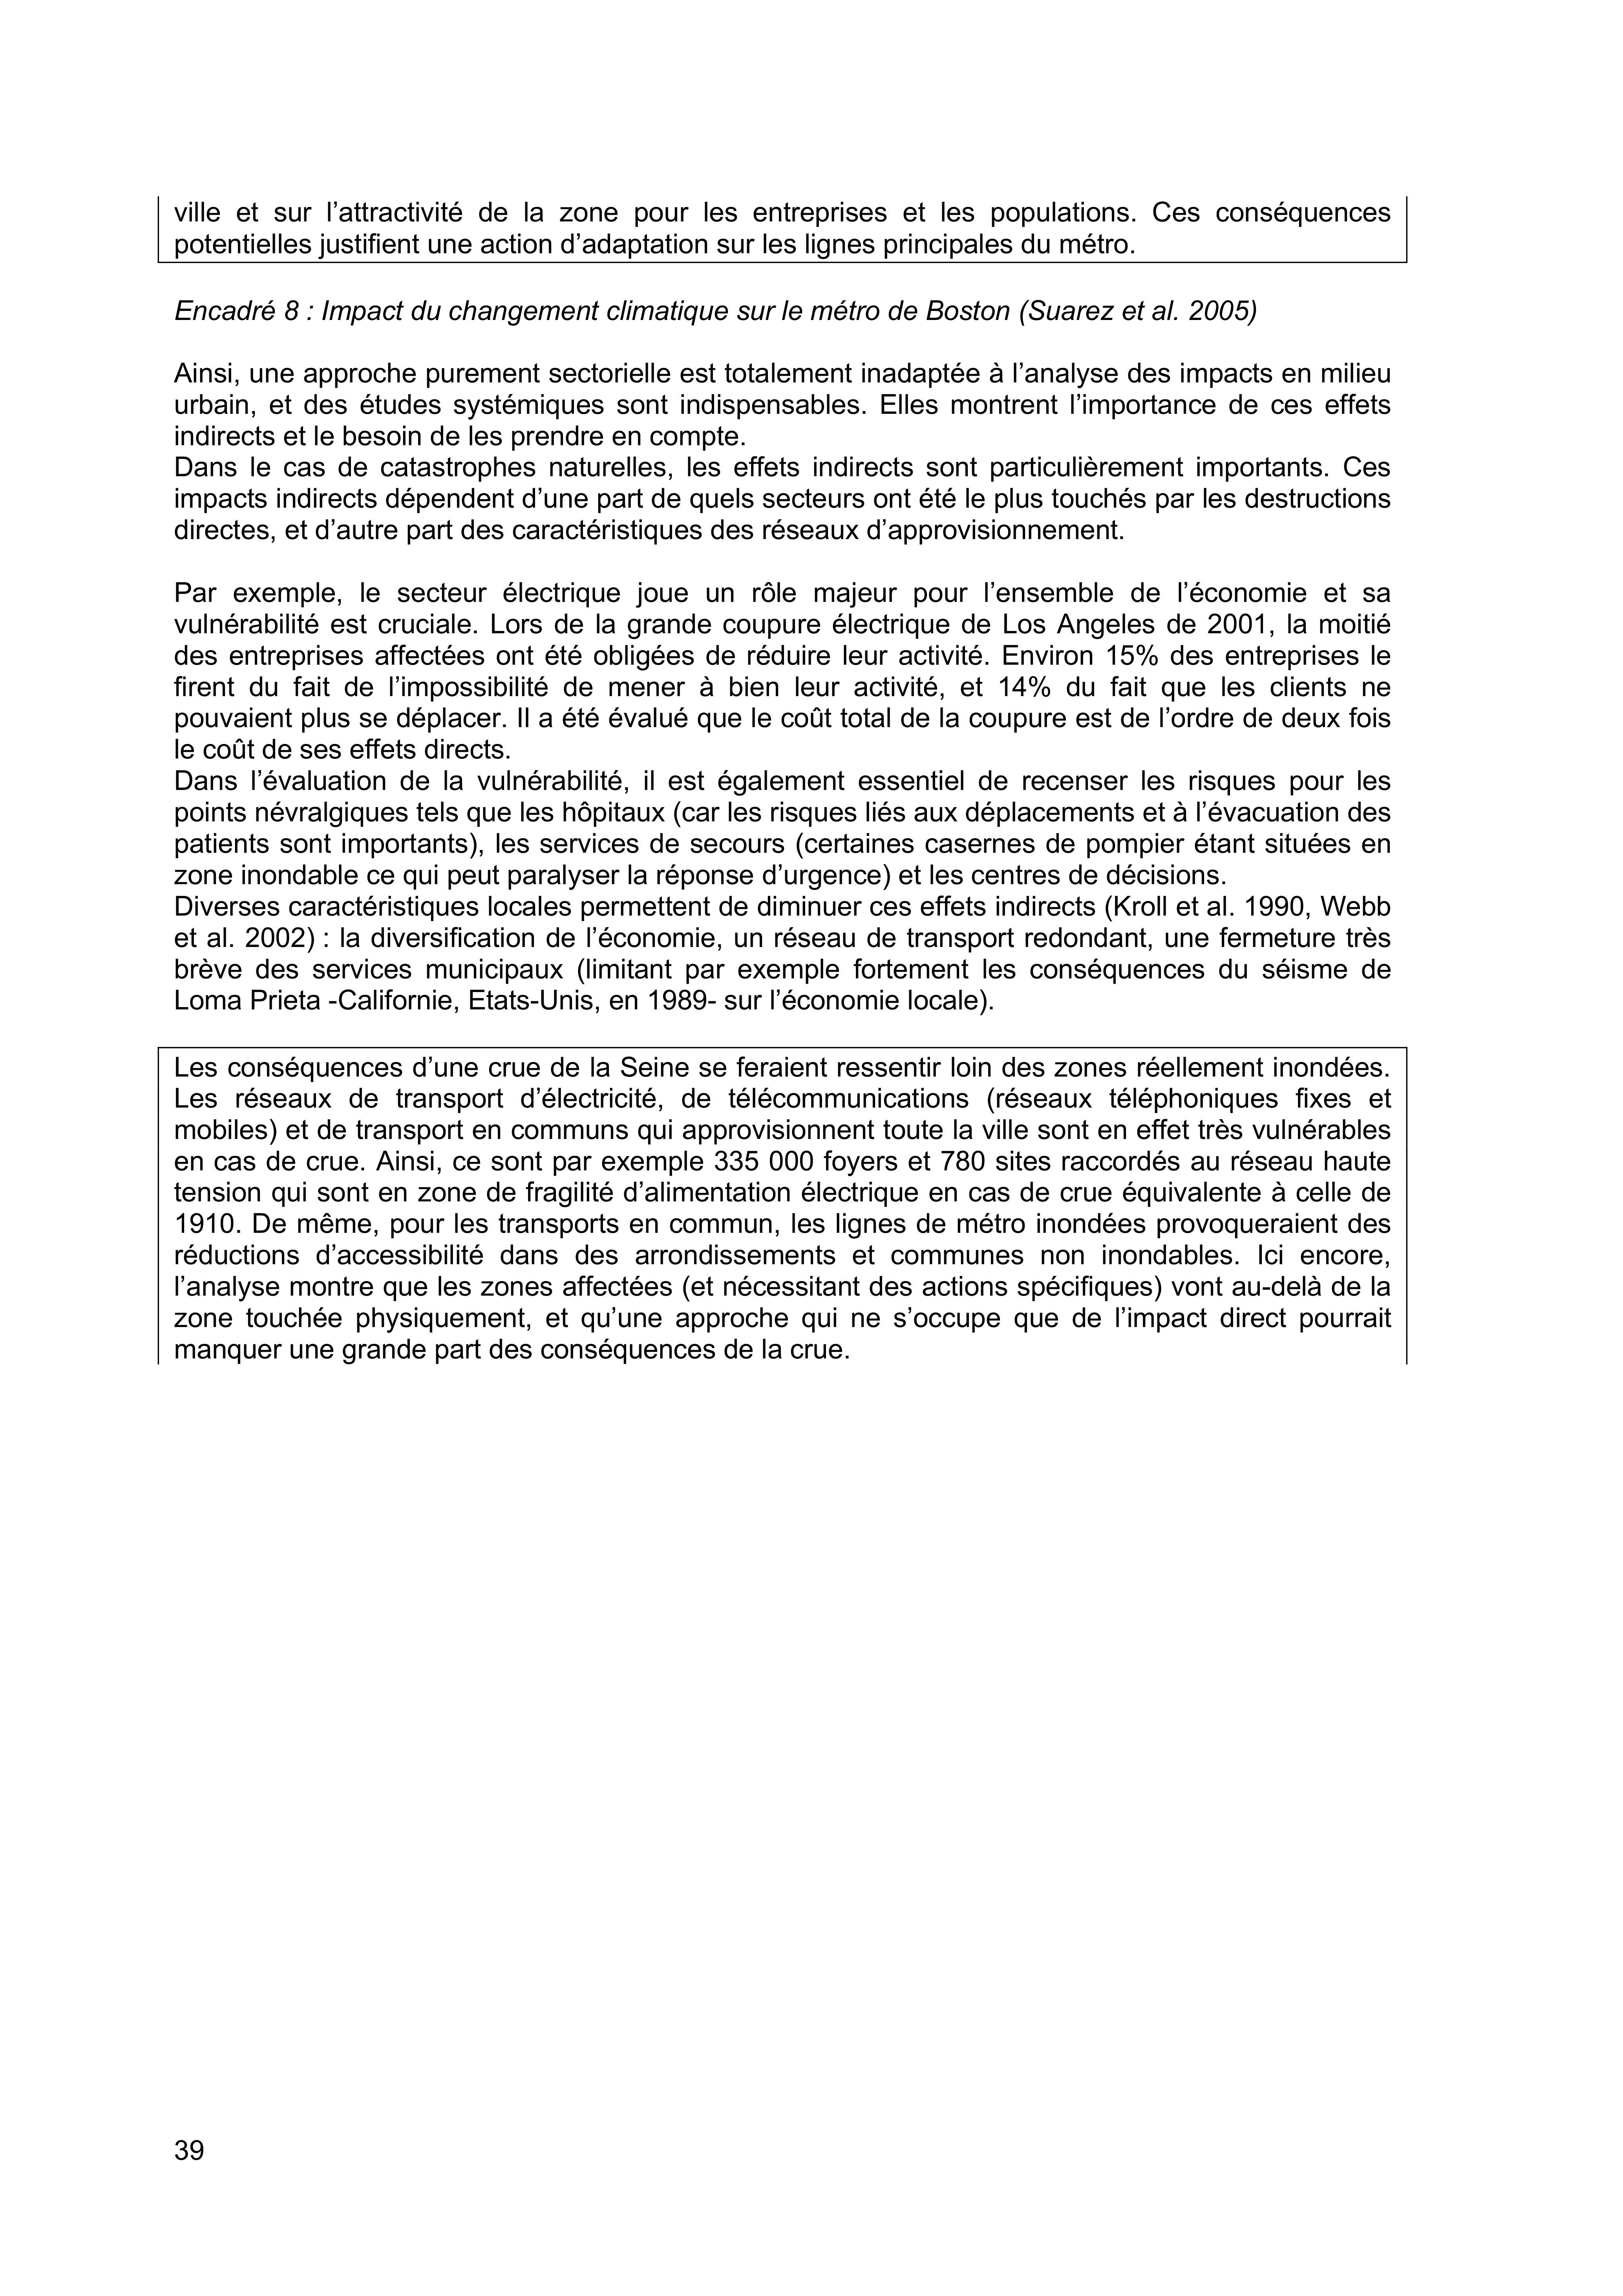 ville et sur l’attractivité de la zone pour les entreprises et les populations. Ces conséquences
potentielles justifient une action d’adaptation sur les lignes principales du métro.
Encadré 8 : Impact du changement climatique sur le métro de Boston (Suarez et al. 2005)
Ainsi, une approche purement sectorielle est totalement inadaptée à l’analyse des impacts en milieu
urbain, et des études systémiques sont indispensables. Elles montrent l’importance de ces effets
indirects et le besoin de les prendre en compte.
Dans le cas de catastrophes naturelles, les effets indirects sont particulièrement importants. Ces
impacts indirects dépendent d’une part de quels secteurs ont été le plus touchés par les destructions
directes, et d’autre part des caractéristiques des réseaux d’approvisionnement.
Par exemple, le secteur électrique joue un rôle majeur pour l’ensemble de l’économie et sa
vulnérabilité est cruciale. Lors de la grande coupure électrique de Los Angeles de 2001, la moitié
des entreprises affectées ont été obligées de réduire leur activité. Environ 15% des entreprises le
firent du fait de l’impossibilité de mener à bien leur activité, et 14% du fait que les clients ne
pouvaient plus se déplacer. Il a été évalué que le coût total de la coupure est de l’ordre de deux fois
le coût de ses effets directs.
Dans l’évaluation de la vulnérabilité, il est également essentiel de recenser les risques pour les
points névralgiques tels que les hôpitaux (car les risques liés aux déplacements et à l’évacuation des
patients sont importants), les services de secours (certaines casernes de pompier étant situées en
zone inondable ce qui peut paralyser la réponse d’urgence) et les centres de décisions.
Diverses caractéristiques locales permettent de diminuer ces effets indirects (Kroll et al. 1990, Webb
et al. 2002) : la diversification de l’économie, un réseau de transport redondant, une fermeture très
brève des services municipaux (limitant par exemple fortement les conséquences du séisme de
Loma Prieta -Californie, Etats-Unis, en 1989- sur l’économie locale).
Les conséquences d’une crue de la Seine se feraient ressentir loin des zones réellement inondées.
Les réseaux de transport d’électricité, de télécommunications (réseaux téléphoniques fixes et
mobiles) et de transport en communs qui approvisionnent toute la ville sont en effet très vulnérables
en cas de crue. Ainsi, ce sont par exemple 335 000 foyers et 780 sites raccordés au réseau haute
tension qui sont en zone de fragilité d’alimentation électrique en cas de crue équivalente à celle de
1910. De même, pour les transports en commun, les lignes de métro inondées provoqueraient des
réductions d’accessibilité dans des arrondissements et communes non inondables. Ici encore,
l’analyse montre que les zones affectées (et nécessitant des actions spécifiques) vont au-delà de la
zone touchée physiquement, et qu’une approche qui ne s’occupe que de l’impact direct pourrait
manquer une grande part des conséquences de la crue.
39